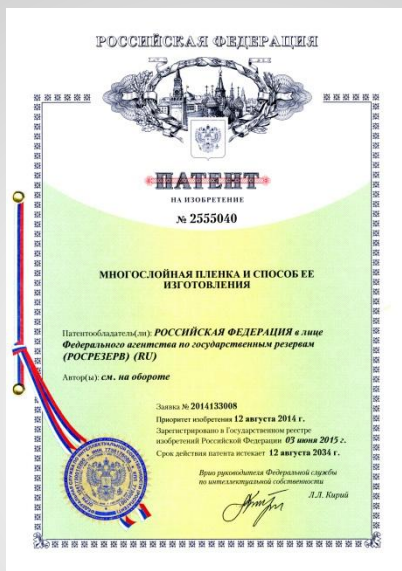 РОССИЙСКАЯ ФЕДЕРАЦИЯ
ПАТЕНТ
НА ИЗОБРЕТЕНИЕ
№ 2555040
МНОГОСЛОЙНАЯ ПЛЕНКА И СПОСОБ ЕЕ
ИЗГОТОВЛЕНИЯ
Патентообладатель(ли): РОССИЙСКАЯ ФЕДЕРАЦИЯ в лице
Федерального агентства по государственным резервам
(РОСРЕЗЕРВ) (RU)
Автор(ы): см. на обороте
Заявка № 2014133008
Приоритет изобретения 12 августа 2014 г.
Зарегистрировано в Государственном реестре
изобретений Российской Федерации 03 июня 2015 г.
Срок действия патента истекает 12 августа 2034 г.
Врио руководителя Федеральной службы
по интеллектуальной собственности
Л.Л. Кирий